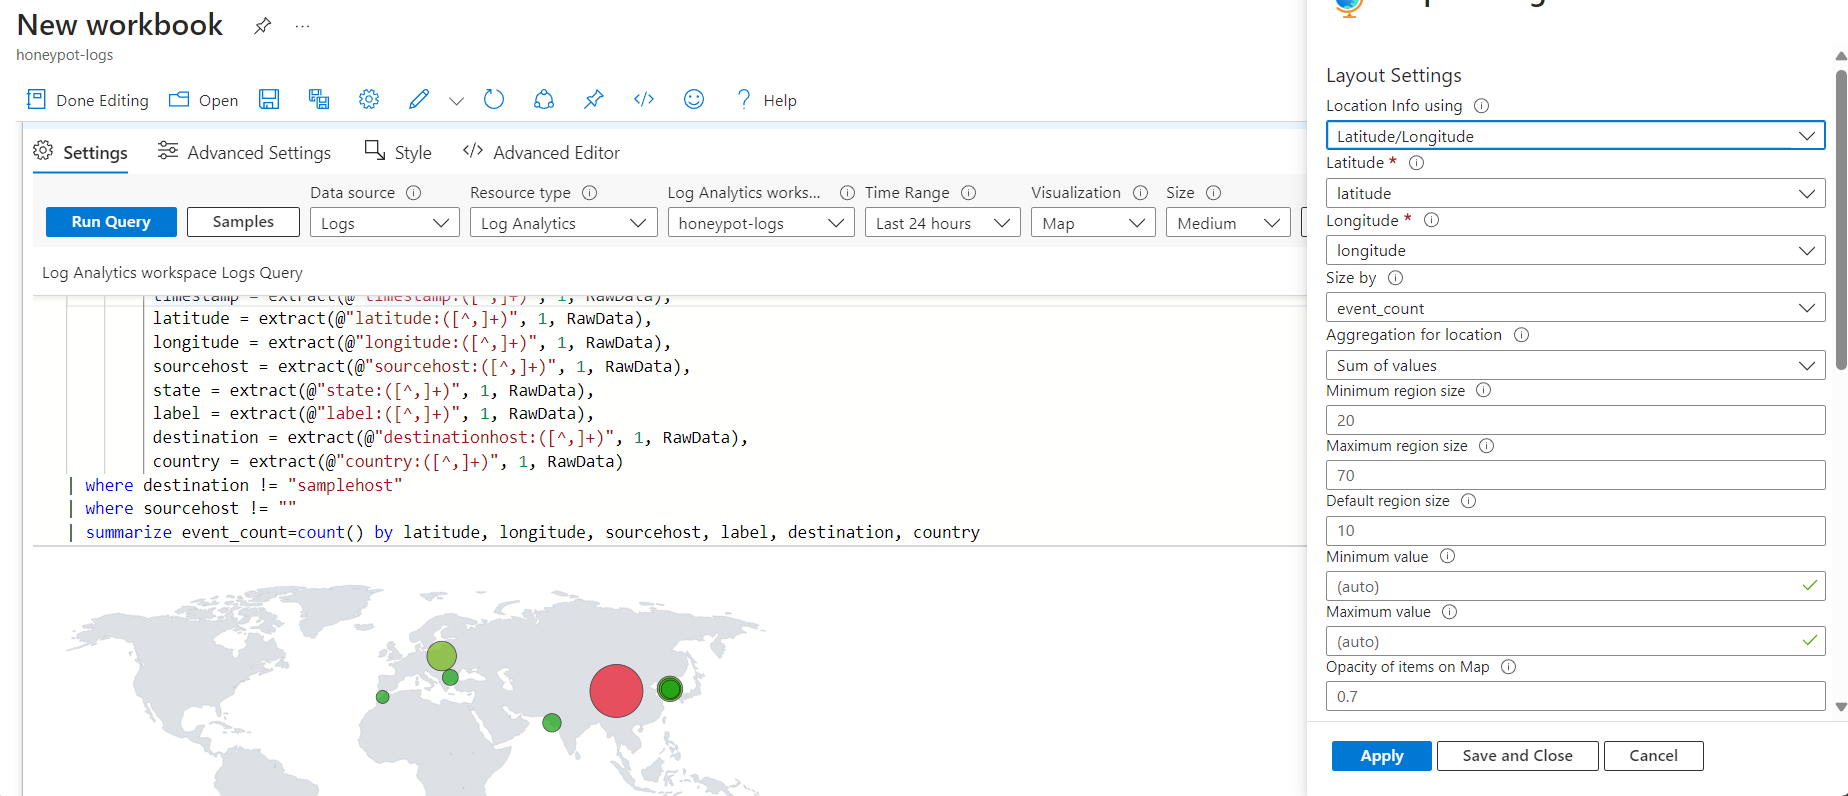 New workbook
...
honeypot-logs
Done Editing
Open
</>
?
Help
Settings
Advanced Settings
Style
</> Advanced Editor
Data source
Resource type
Log Analytics works...
Time Range
Visualization
Size
Run Query
Samples
Logs
Log Analytics
honeypot-logs
Last 24 hours
Map
Medium
Log Analytics workspace Logs Query
timestamp = extract(@"timestamp:([^,]+)", 1, RawData),
latitude = extract(@"latitude:([^,]+)", 1, RawData),
longitude = extract(@"longitude:([^,]+)", 1, RawData),
sourcehost = extract(@"sourcehost:([^,]+)", 1, RawData),
state = extract(@"state:([^,]+)", 1, RawData),
label = extract(@"label:([^,]+)", 1, RawData),
destination = extract(@"destinationhost:([^,]+)", 1, RawData),
country = extract(@"country:([^,]+)", 1, RawData)
| where destination != "samplehost"
| where sourcehost != ""
| summarize event_count=count() by latitude, longitude, sourcehost, label, destination, country
Layout Settings
Location Info using
Latitude/Longitude
Latitude *
latitude
Longitude *
longitude
Size by
event_count
Aggregation for location
Sum of values
Minimum region size
20
Maximum region size
70
Default region size
10
Minimum value
(auto)
Maximum value
(auto)
Opacity of items on Map
0.7
Apply
Save and Close
Cancel